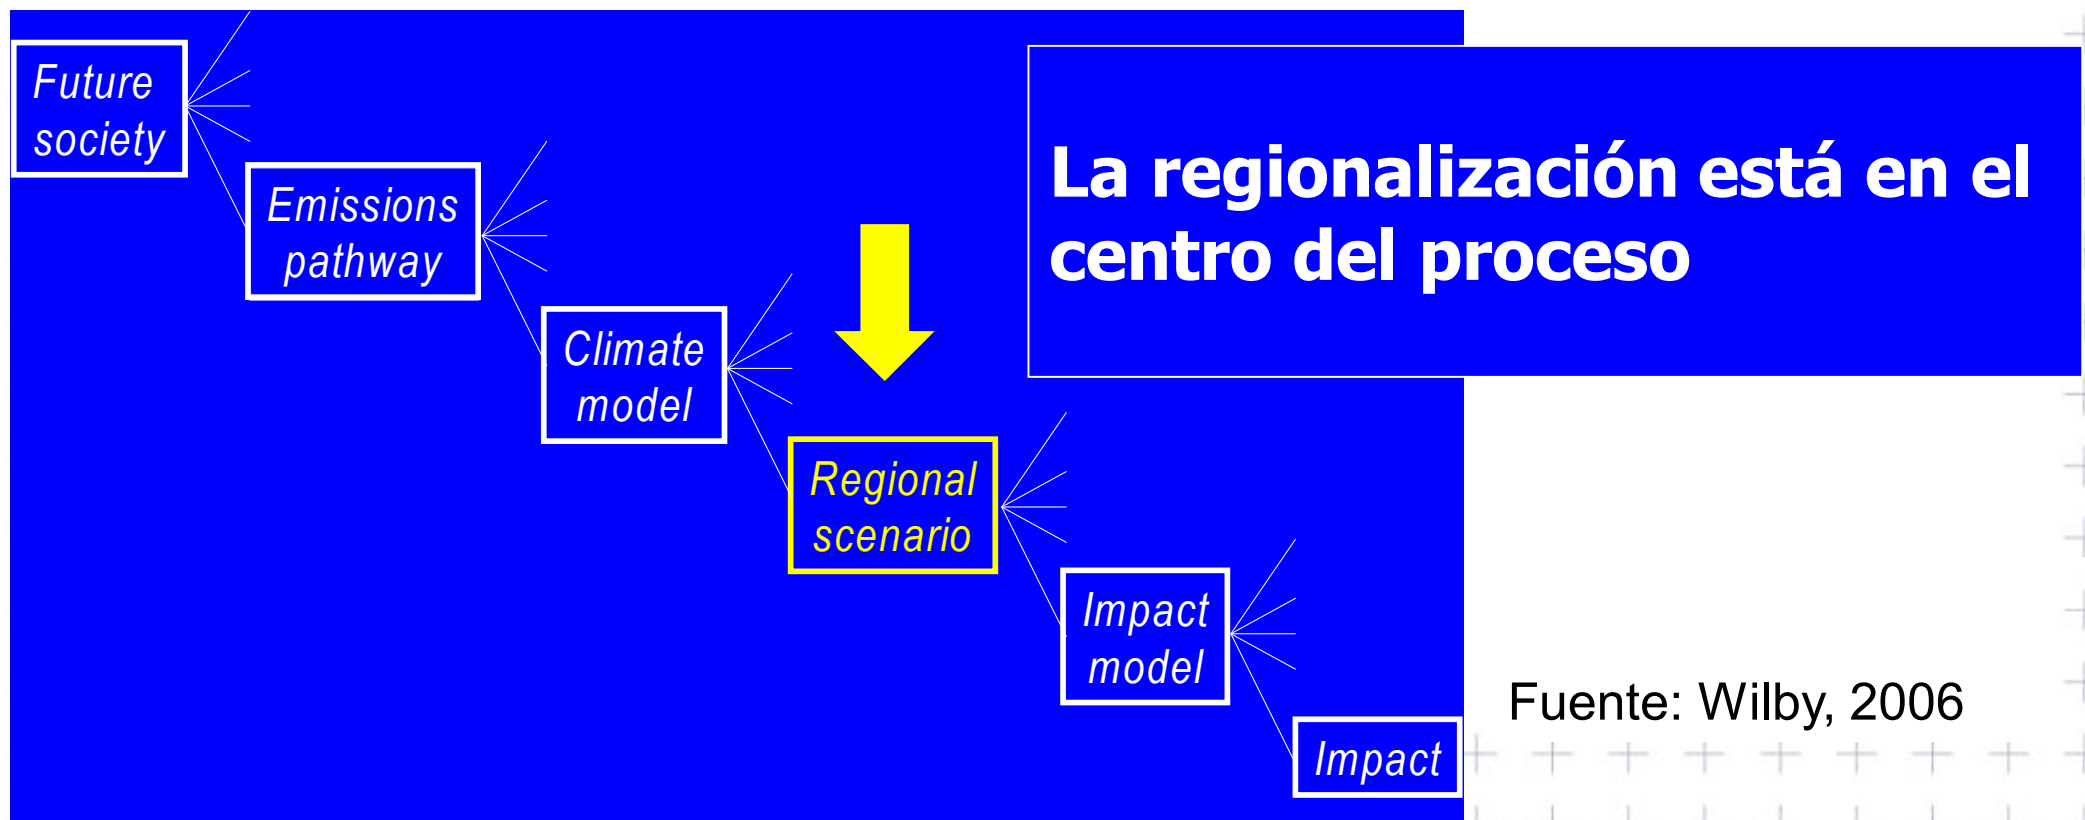 Future
society
Emissions
pathway
Climate
model
Regional
scenario
Impact
model
Impact
La regionalización está en el
centro del proceso
Fuente: Wilby, 2006